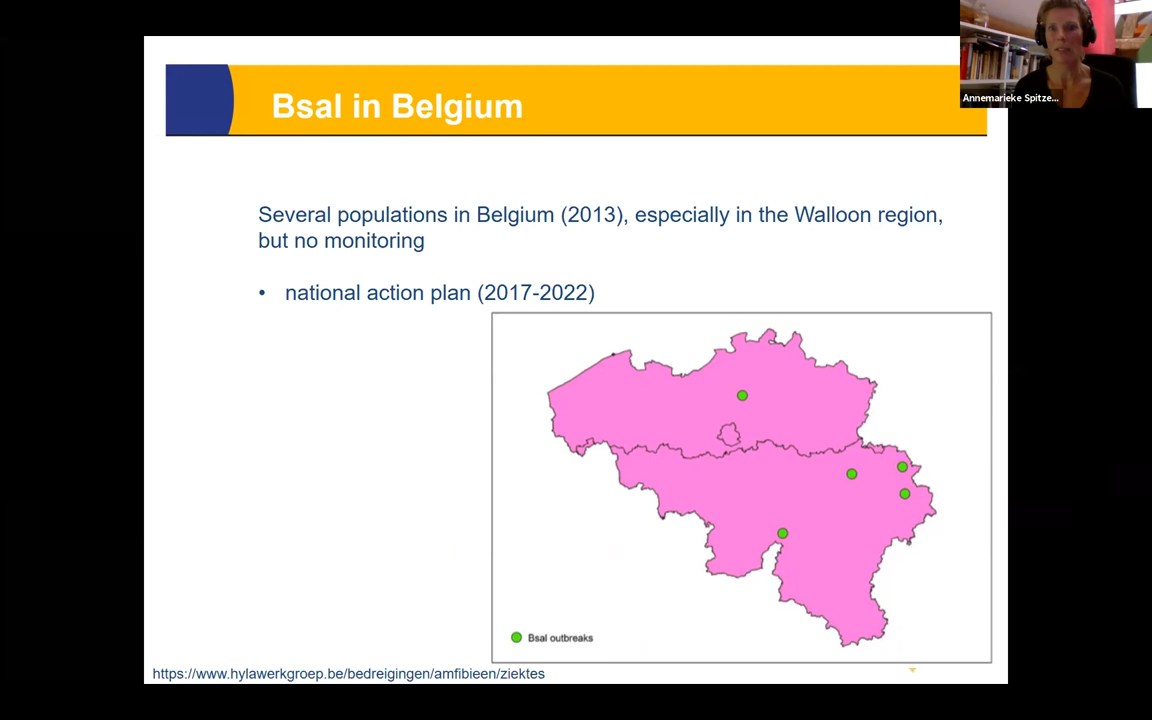 Bsal in Belgium
Annemarieke Spitze...
Several populations in Belgium (2013), especially in the Walloon region,
but no monitoring
• national action plan (2017-2022)
Bsal outbreaks
https://www.hylawerkgroep.be/bedreigingen/amfibieen/ziektes